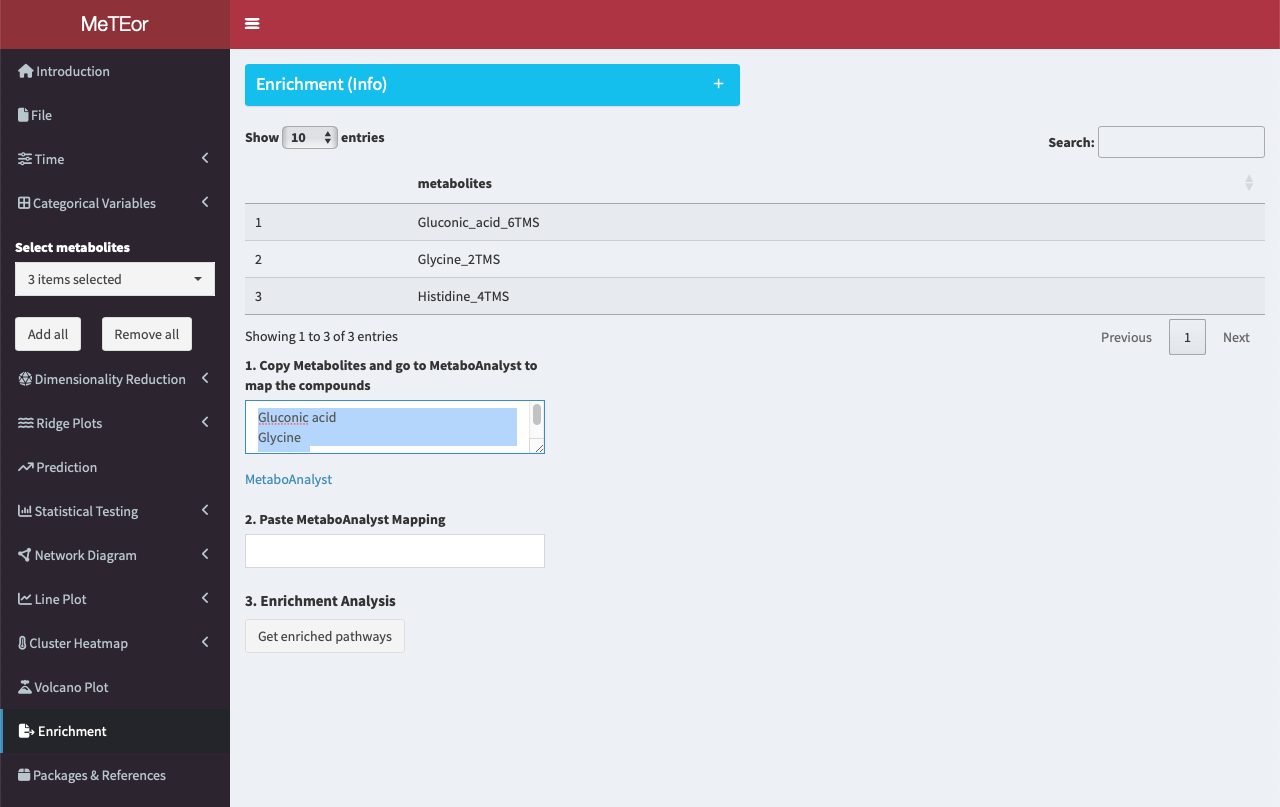 MeTEor
Introduction
File
Time
Categorical Variables
Select metabolites
3 items selected
Add all
Remove all
Dimensionality Reduction
Ridge Plots
Prediction
Statistical Testing
Network Diagram
Line Plot
Cluster Heatmap
Volcano Plot
Enrichment
Packages & References
Enrichment (Info)
+
Show 10 entries
Search:
metabolites
1 Gluconic_acid_6TMS
2 Glycine_2TMS
3 Histidine_4TMS
Showing 1 to 3 of 3 entries
Previous 1 Next
1. Copy Metabolites and go to MetaboAnalyst to
map the compounds
Gluconic acid
Glycine
MetaboAnalyst
2. Paste MetaboAnalyst Mapping
3. Enrichment Analysis
Get enriched pathways